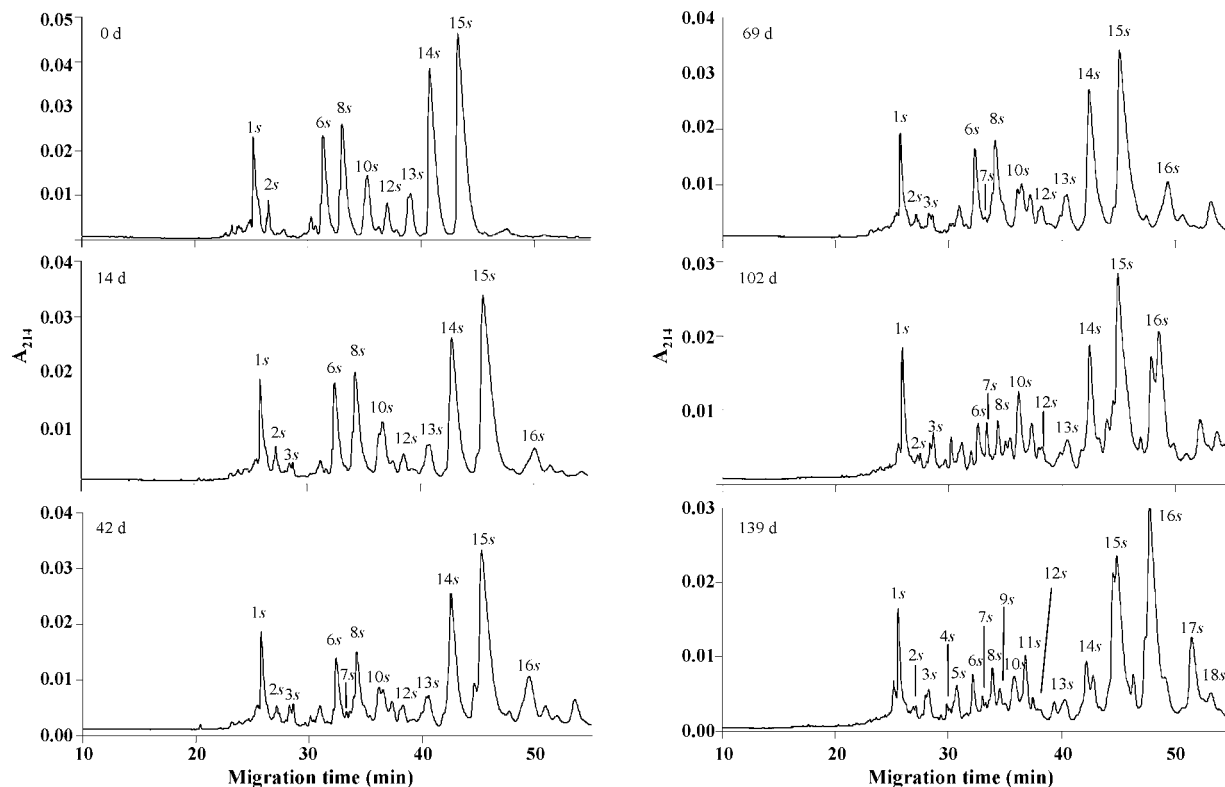 0 d
0.05
0.04
0.03
0.02
0.01
1s
2s
6s
8s
10s
12s
13s
14s
15s
14 d
0.04
0.03
0.02
0.01
1s
2s
3s
6s
8s
10s
12s
13s
14s
15s
16s
A214
42 d
0.04
0.03
0.02
0.01
0.00
1s
2s
3s
6s
7s
8s
10s
12s
13s
14s
15s
16s
10 20 30 40 50
Migration time (min)
69 d
0.04
0.03
0.02
0.01
1s
2s
3s
6s
7s
8s
10s
12s
13s
14s
15s
16s
102 d
0.03
0.02
0.01
1s
2s
3s
6s
7s
8s
10s
12s
13s
14s
15s
16s
A214
139 d
0.03
0.02
0.01
0.00
1s
2s
3s
4s
5s
6s
7s
8s
9s
10s
11s
12s
13s
14s
15s
16s
17s
18s
10 20 30 40 50
Migration time (min)